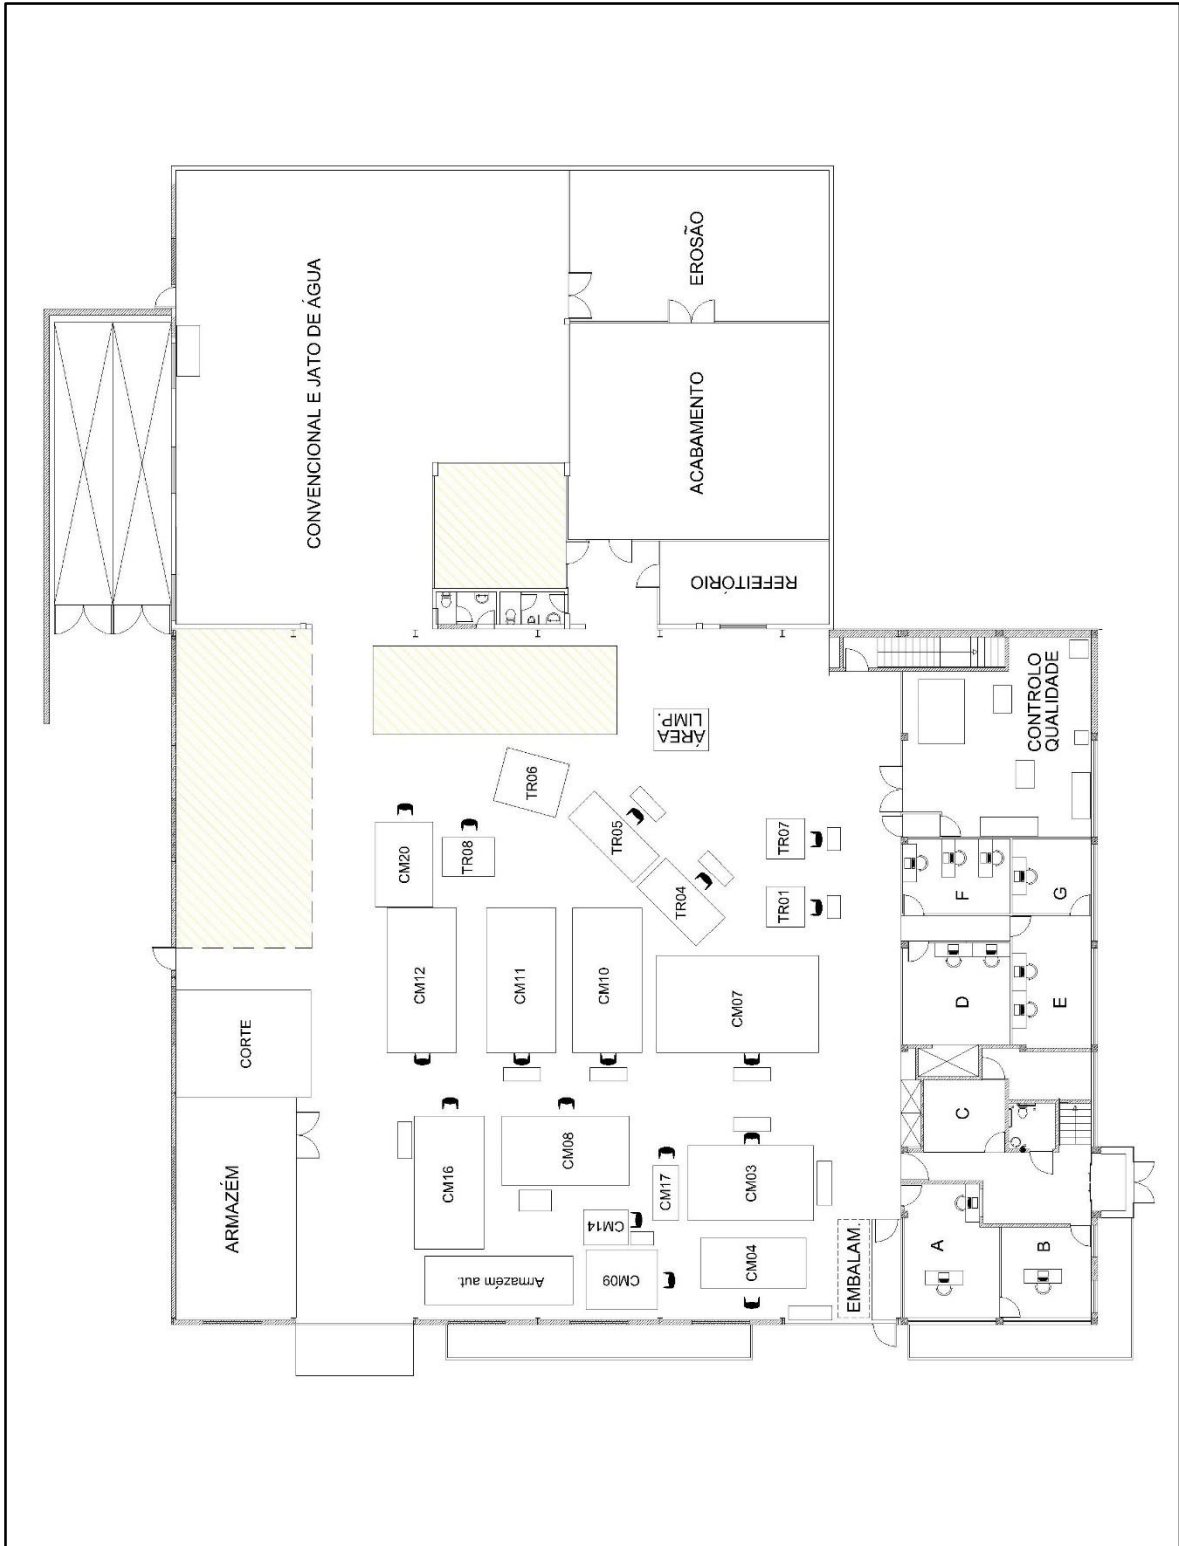 CONVENCIONAL E JATO DE ÁGUA
EROSÃO
ACABAMENTO
REFEITÓRIO
CONTROLO
QUALIDADE
ÁREA
LIMP.
TR06
TR05
TR04
TR08
TR07
TR01
CM20
CM12
CM11
CM10
CM07
CORTE
ARMAZÉM
CM16
CM08
CM17
CM03
CM14
CM09
CM04
Armazém aut.
EMBALAM.
F
G
D
E
C
A
B